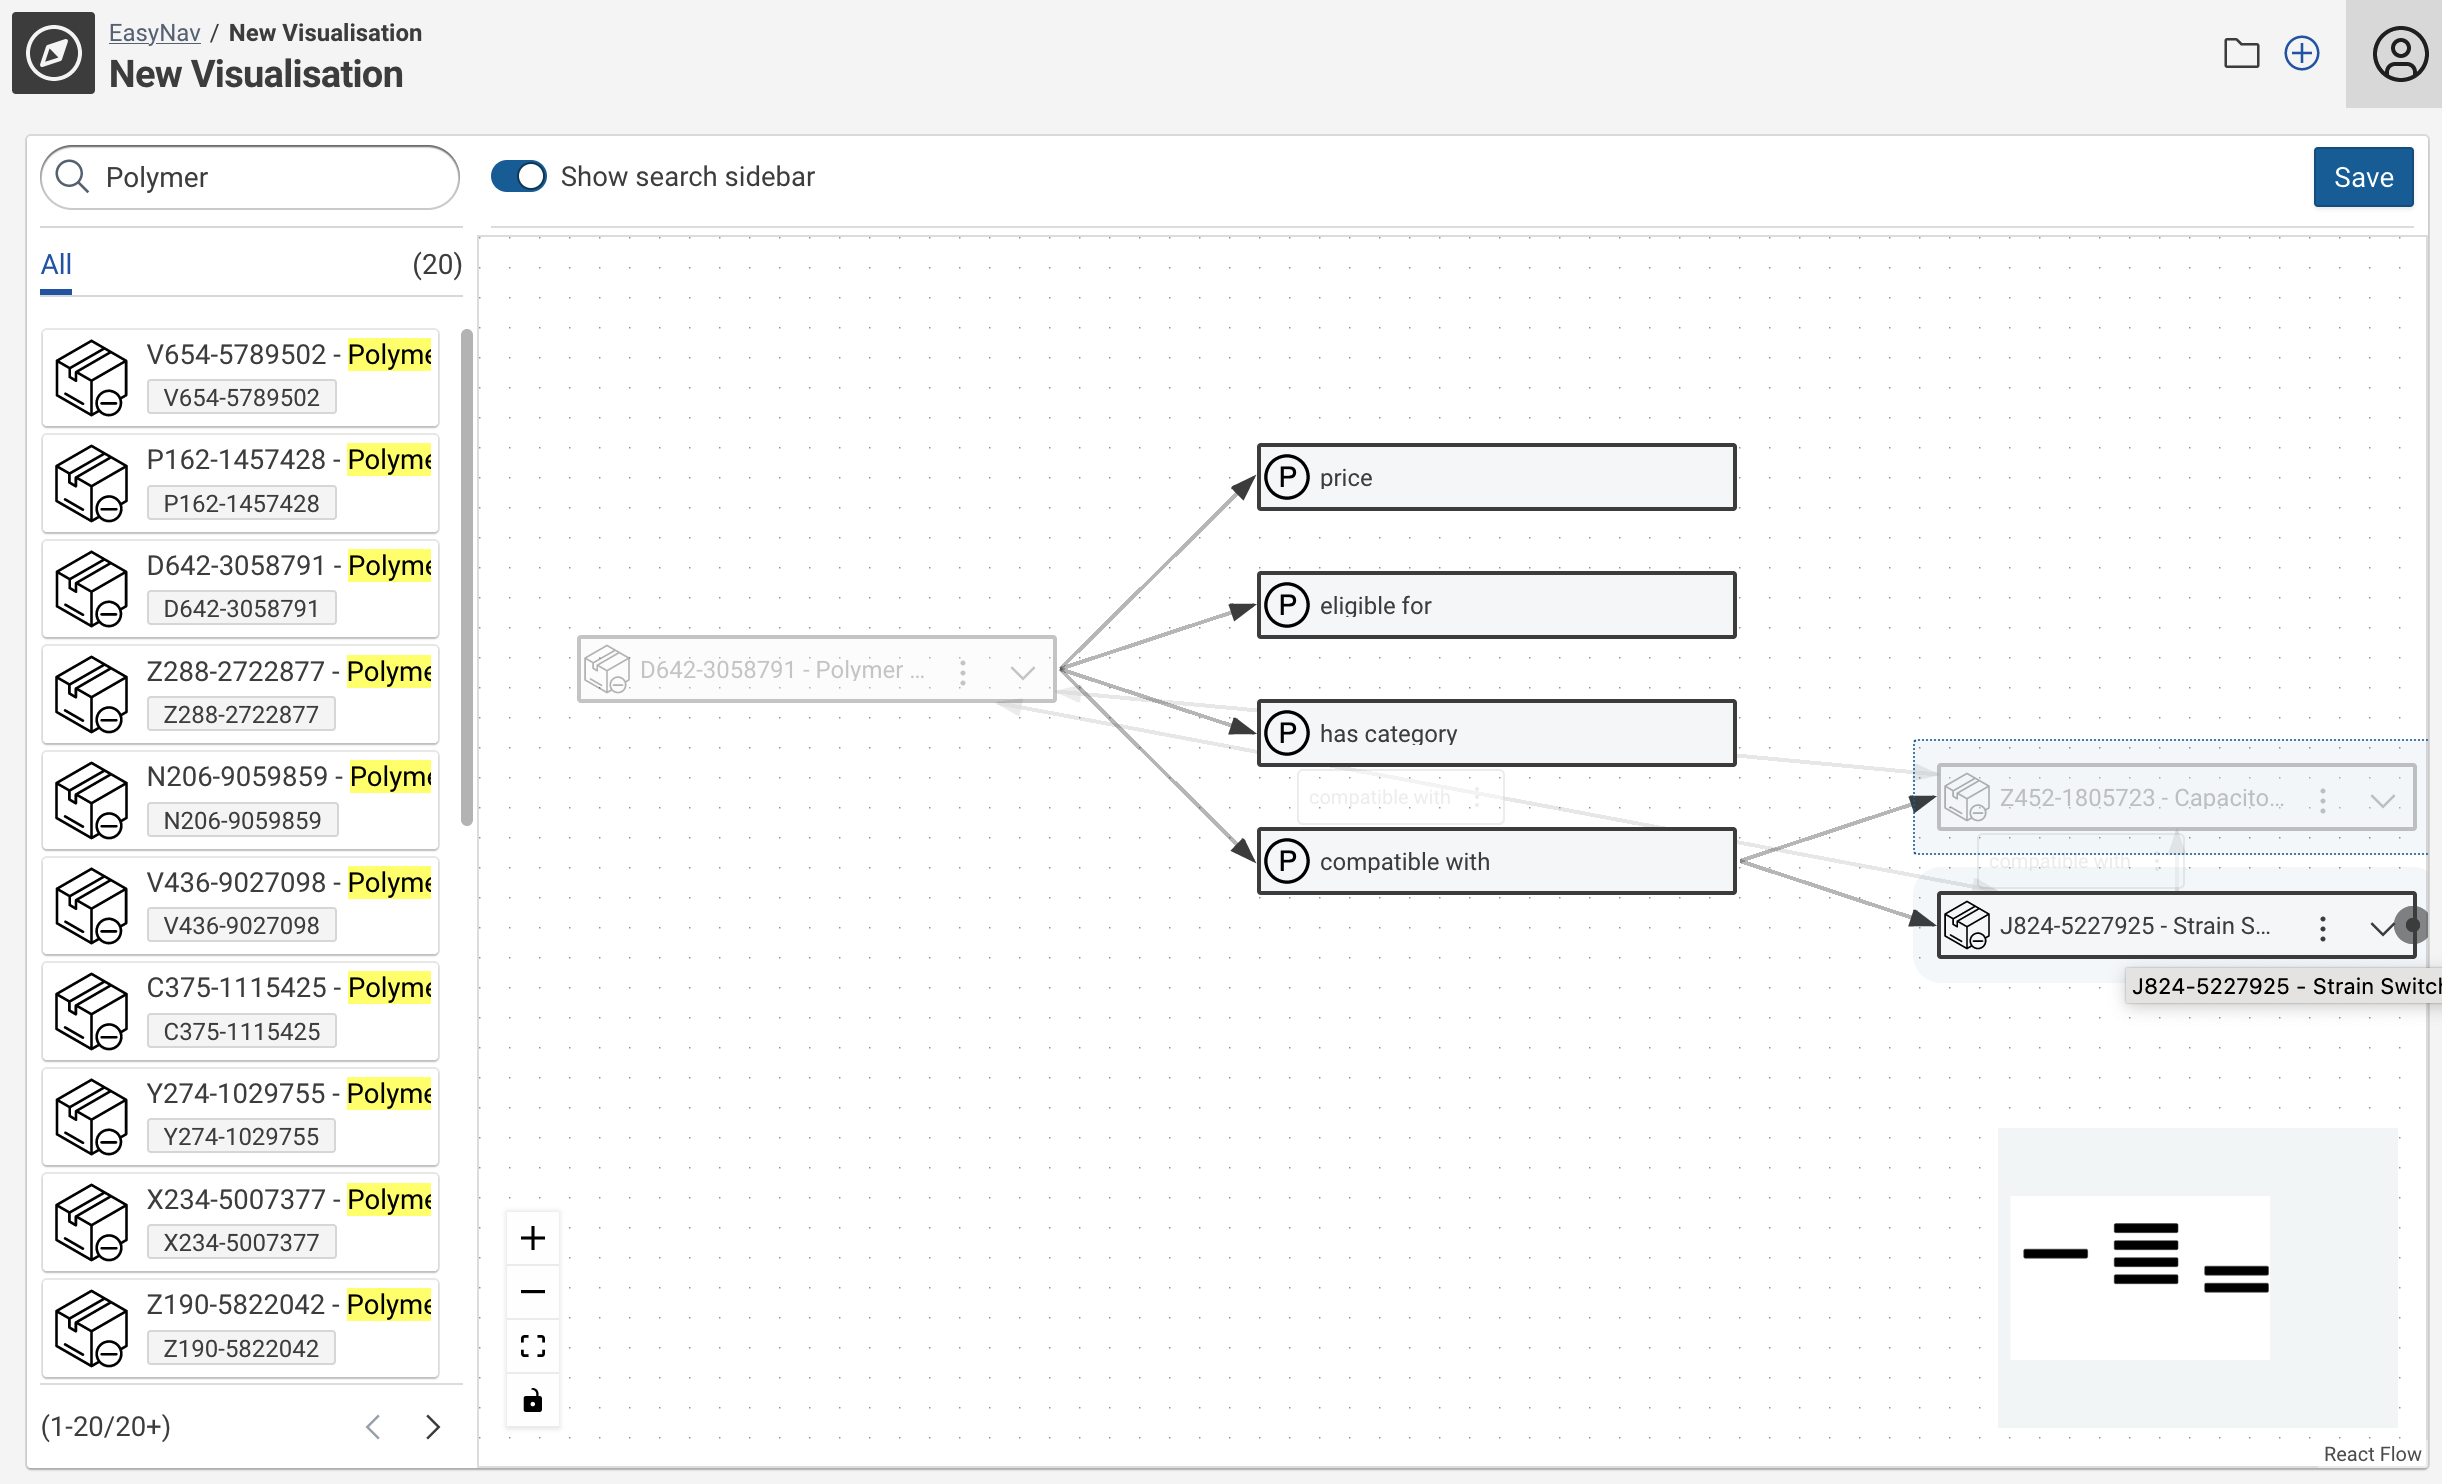 EasyNav / New Visualisation
New Visualisation
Polymer
Show search sidebar
Save
All (20)
V654-5789502 - Polyme
V654-5789502
P162-1457428 - Polyme
P162-1457428
D642-3058791 - Polyme
D642-3058791
Z288-2722877 - Polyme
Z288-2722877
N206-9059859 - Polyme
N206-9059859
V436-9027098 - Polyme
V436-9027098
C375-1115425 - Polyme
C375-1115425
Y274-1029755 - Polyme
Y274-1029755
X234-5007377 - Polyme
X234-5007377
Z190-5822042 - Polyme
Z190-5822042
(1-20/20+)
P price
P eligible for
D642-3058791 - Polymer ...
P has category
compatible with
Z452-1805723 - Capacito...
P compatible with
compatible with
J824-5227925 - Strain S...
J824-5227925 - Strain Switch
React Flow